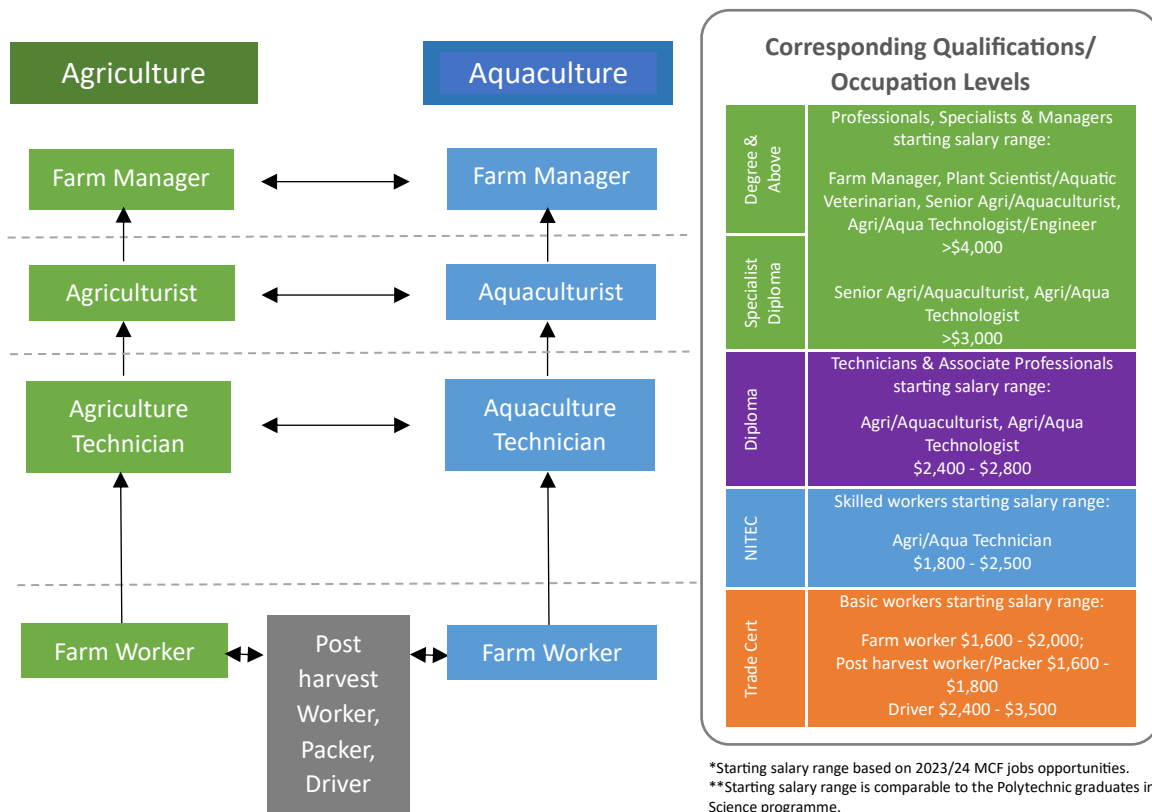 Agriculture
Aquaculture
Farm Manager
Farm Manager
Agriculturist
Aquaculturist
Agriculture
Technician
Aquaculture
Technician
Farm Worker
Post
harvest
Worker,
Packer,
Driver
Farm Worker
Corresponding Qualifications/
Occupation Levels
Degree &
Above
Professionals, Specialists & Managers
starting salary range:
Farm Manager, Plant Scientist/Aquatic
Veterinarian, Senior Agri/Aquaculturist,
Agri/Aqua Technologist/Engineer
>$4,000
Specialist
Diploma
Senior Agri/Aquaculturist, Agri/Aqua
Technologist
>$3,000
Diploma
Technicians & Associate Professionals
starting salary range:
Agri/Aquaculturist, Agri/Aqua
Technologist
$2,400 - $2,800
NITEC
Skilled workers starting salary range:
Agri/Aqua Technician
$1,800 - $2,500
Trade Cert
Basic workers starting salary range:
Farm worker $1,600 - $2,000;
Post harvest worker/Packer $1,600 -
$1,800
Driver $2,400 - $3,500
*Starting salary range based on 2023/24 MCF jobs opportunities.
**Starting salary range is comparable to the Polytechnic graduates in
Science programme.